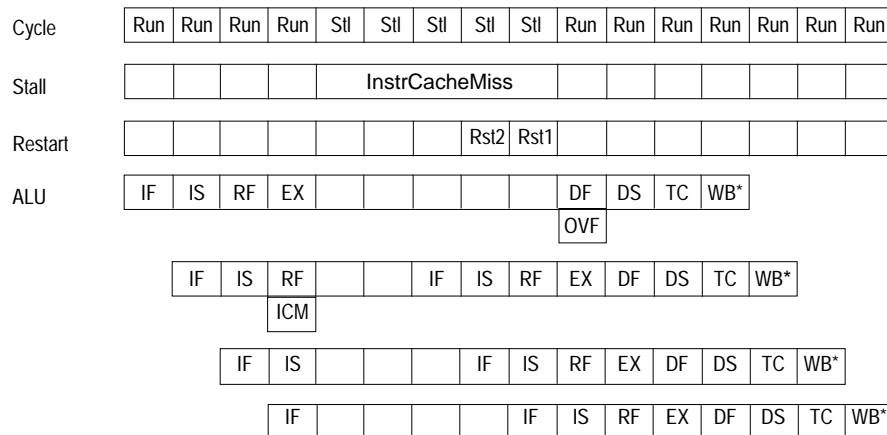 Cycle Run Run Run Run Stl Stl Stl Stl Stl Run Run Run Run Run Run Run
Stall InstrCacheMiss
Restart Rst2 Rst1
ALU IF IS RF EX DF DS TC WB*
OVF
IF IS RF IF IS RF EX DF DS TC WB*
ICM
IF IS IF IS RF EX DF DS TC WB*
IF IF IS RF EX DF DS TC WB*